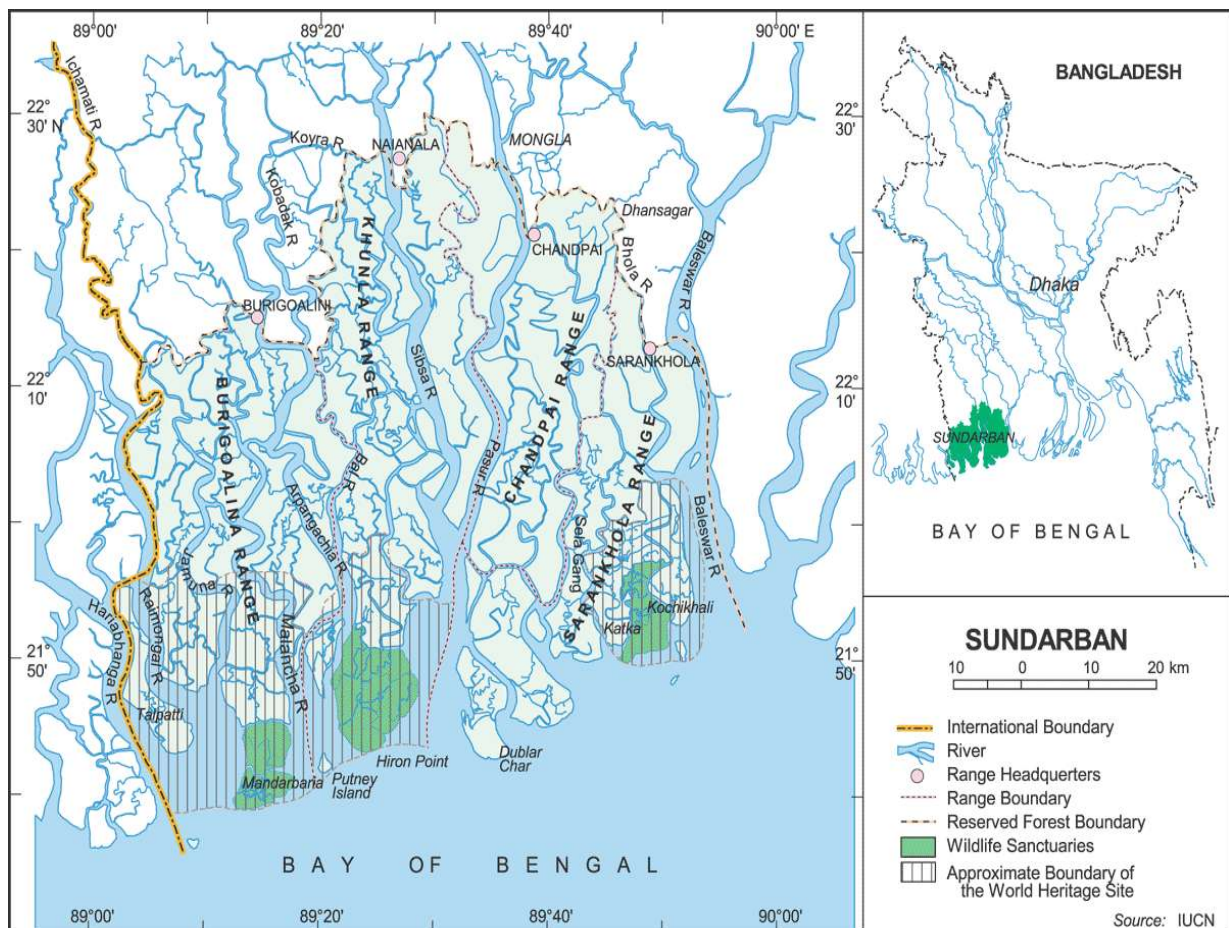 89°00'
89°20'
89°40'
90°00' E
22°
30' N
22°
10'
21°
50'
Ichamati R
Koyra R
NAIANALA
MONGLA
Kobadak R
KHUNLA RANGE
Dhansagar
CHANDPAI
Bhola R
Baleswar R
BURIGOALINI
SARANKHOLA
Sibsa R
BURIGOALINA RANGE
CHANDPAI RANGE
Pasur R
Bal R
Arpangachia R
SARANKHOLA RANGE
Sela Gang
Baleswar R
Jamuna R
Raimongal R
Hariabhanga R
Malancha R
Kochikhali
Katka
Talpatti
Mandarbaria
Putney
Island
Hiron Point
Dublar
Char
BAY OF BENGAL
89°00'
89°20'
89°40'
90°00'
BANGLADESH
22°
30'
Dhaka
22°
10'
SUNDARBAN
BAY OF BENGAL
21°
50'
SUNDARBAN
10 0 10 20 km
International Boundary
River
Range Headquerters
Range Boundary
Reserved Forest Boundary
Wildlife Sanctuaries
Approximate Boundary of
the World Heritage Site
Source: IUCN